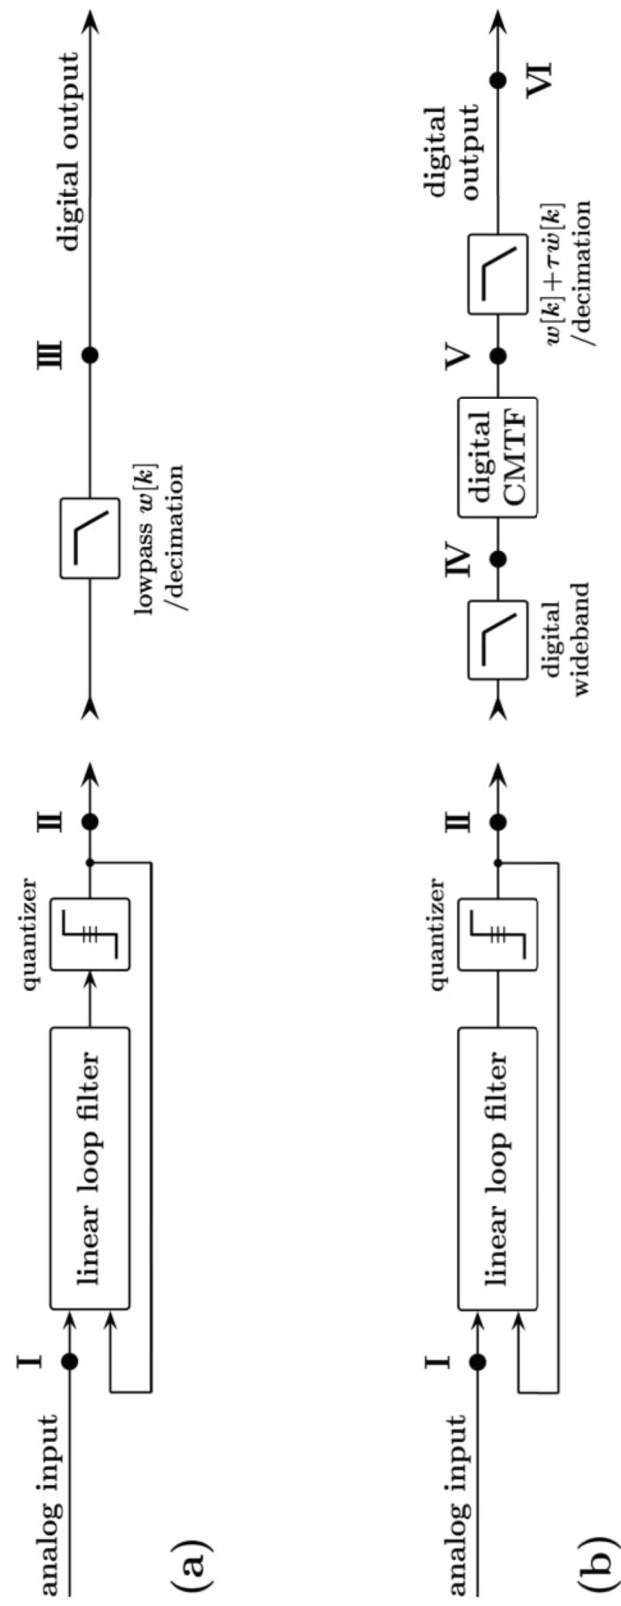 (a)
analog input
I
linear loop filter
quantizer
II
lowpass w[k]
/decimation
III
digital output
(b)
analog input
I
linear loop filter
quantizer
II
digital
wideband
IV
digital
CMTF
V
w[k]+τẇ[k]
/decimation
digital
output
VI